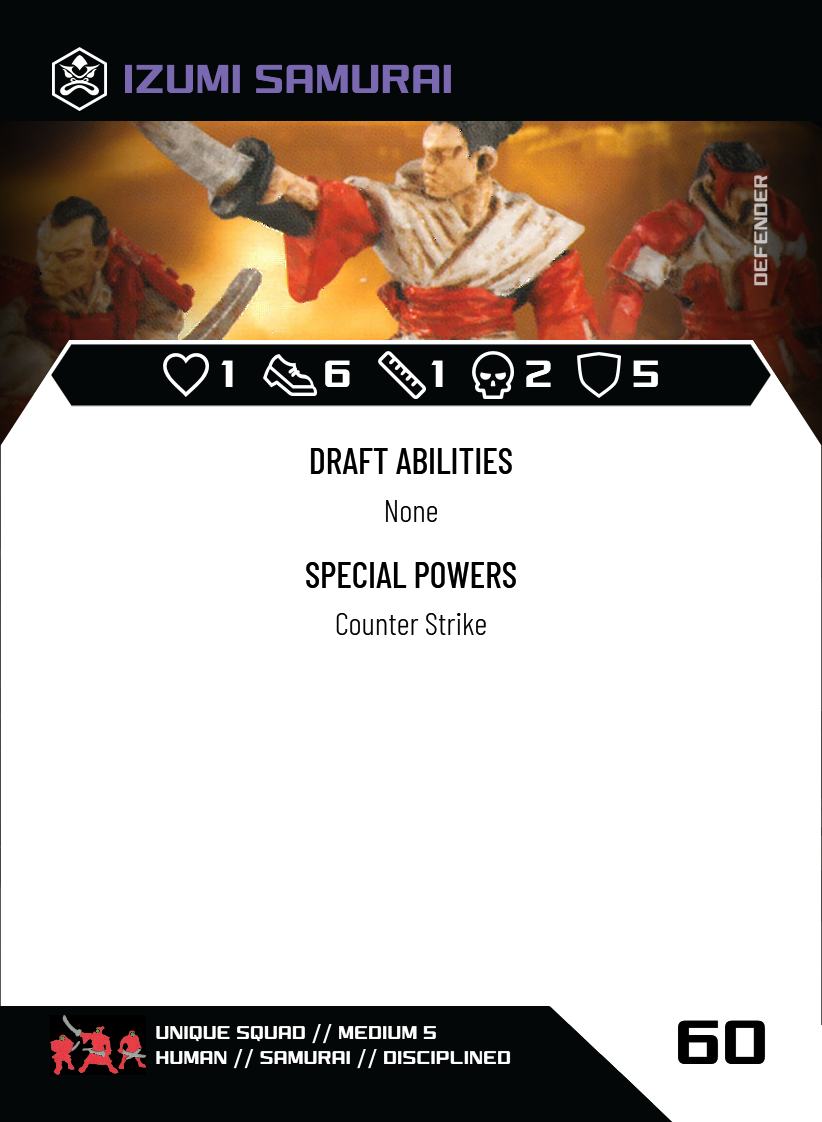 IZUMI SAMURAI
DEFENDER
1 6 1 2 5
DRAFT ABILITIES
None
SPECIAL POWERS
Counter Strike
UNIQUE SQUAD // MEDIUM 5
HUMAN // SAMURAI // DISCIPLINED
60